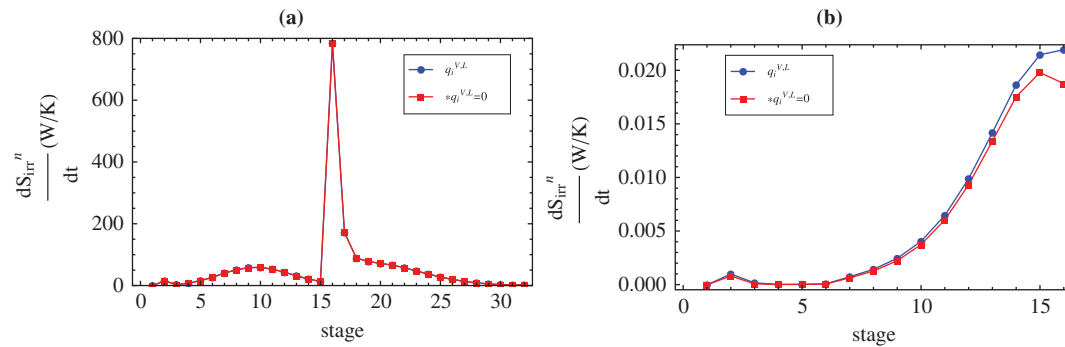 (a)
800
600
400
200
0
0
5
10
15
20
25
30
stage
dS_irr^n
dt
(W/K)
q_i^V,L
*q_i^V,L=0
(b)
0.020
0.015
0.010
0.005
0.000
0
5
10
15
stage
dS_irr^n
dt
(W/K)
q_i^V,L
*q_i^V,L=0